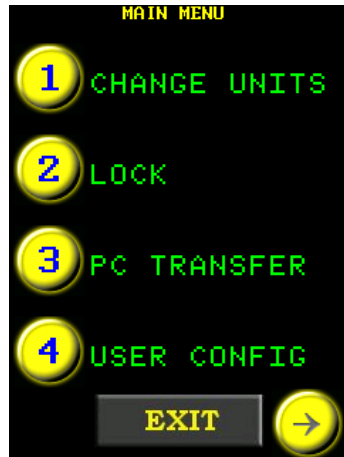 MAIN MENU
1 CHANGE UNITS
2 LOCK
3 PC TRANSFER
4 USER CONFIG
EXIT →